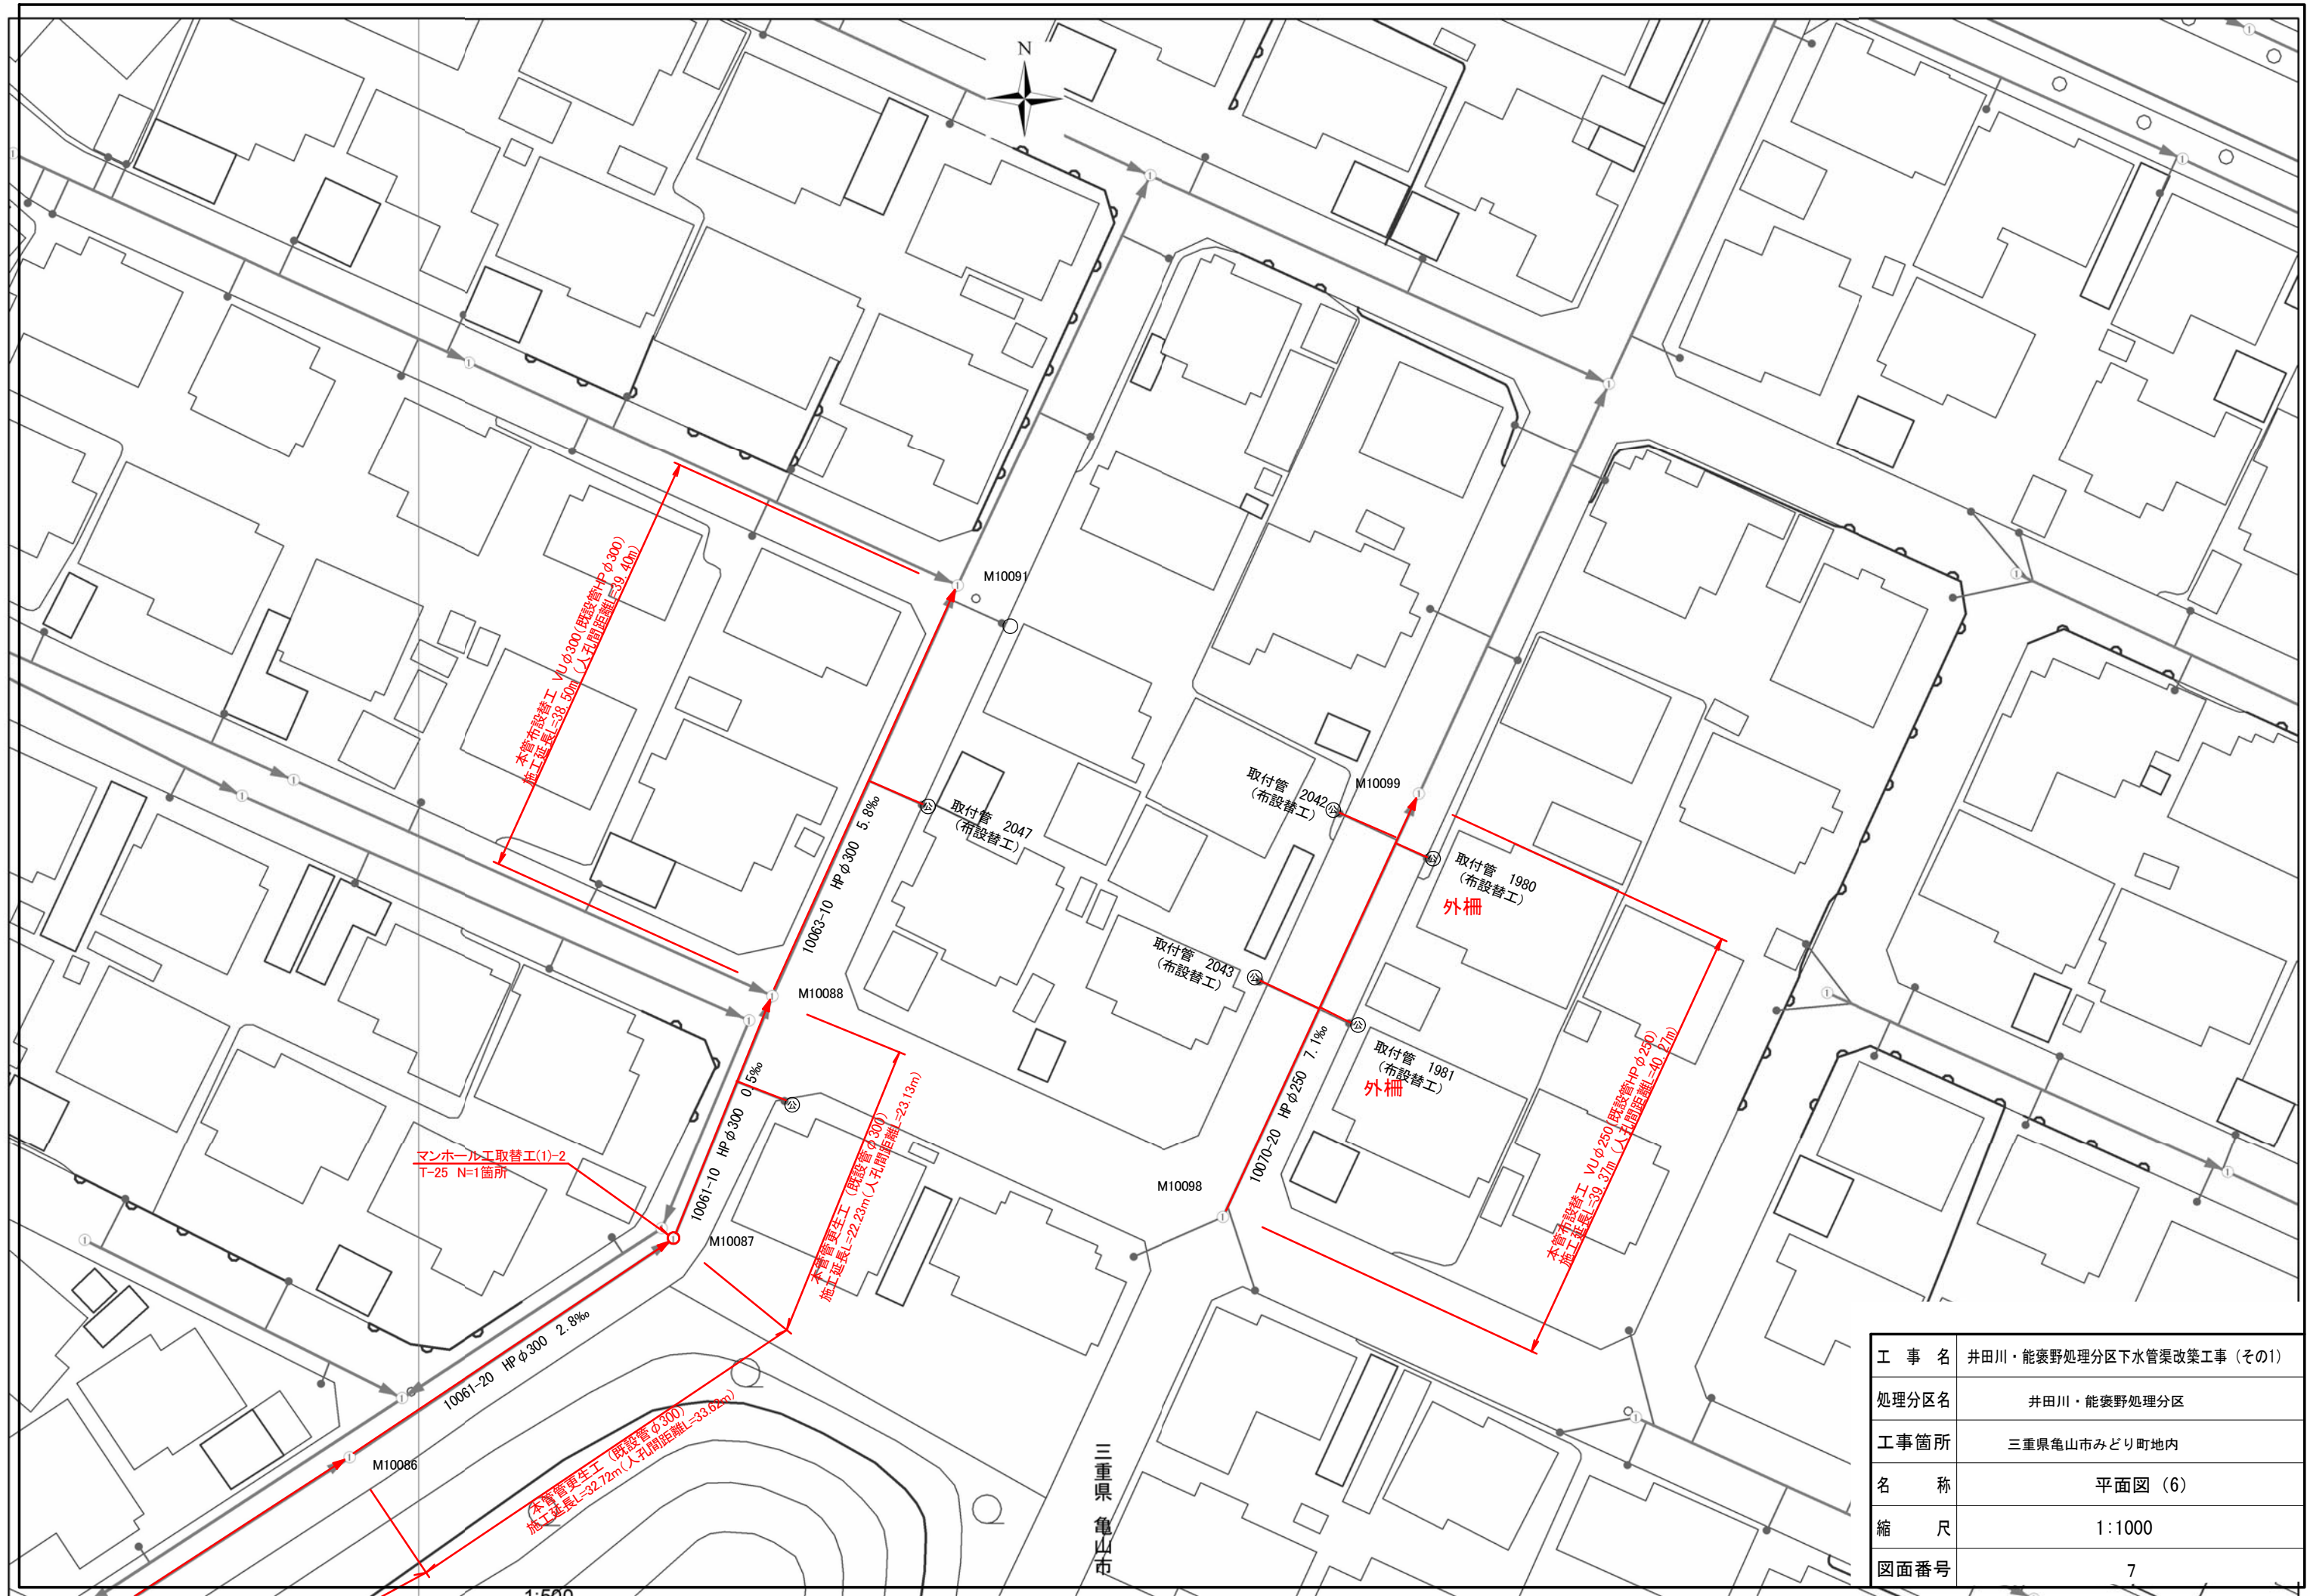 N
M10091
本管布設替工 VUφ300(既設管HPφ300)
施工延長L=38.50m (人孔間距離L=39.40m)
10063-10 HPφ300 5.8‰
取付管 2047
(布設替工)
取付管 2042
(布設替工)
M10099
取付管 1980
(布設替工)
外柵
取付管 2043
(布設替工)
取付管 1981
(布設替工)
外柵
M10088
10061-10 HPφ300 0.5‰
本管管更生工 (既設管φ300)
施工延長L=22.23m(人孔間距離L=23.13m)
マンホール工取替工(1)-2
T-25 N=1箇所
M10087
M10098
10070-20 HPφ250 7.1‰
本管布設替工 VUφ250(既設管HPφ250)
施工延長L=39.37m (人孔間距離L=40.27m)
10061-20 HPφ300 2.8‰
M10086
本管管更生工 (既設管φ300)
施工延長L=32.72m(人孔間距離L=33.62m)
三重県 亀山市
工事名 井田川・能褒野処理分区下水管渠改築工事(その1)
処理分区名 井田川・能褒野処理分区
工事箇所 三重県亀山市みどり町地内
名称 平面図(6)
縮尺 1:1000
図面番号 7